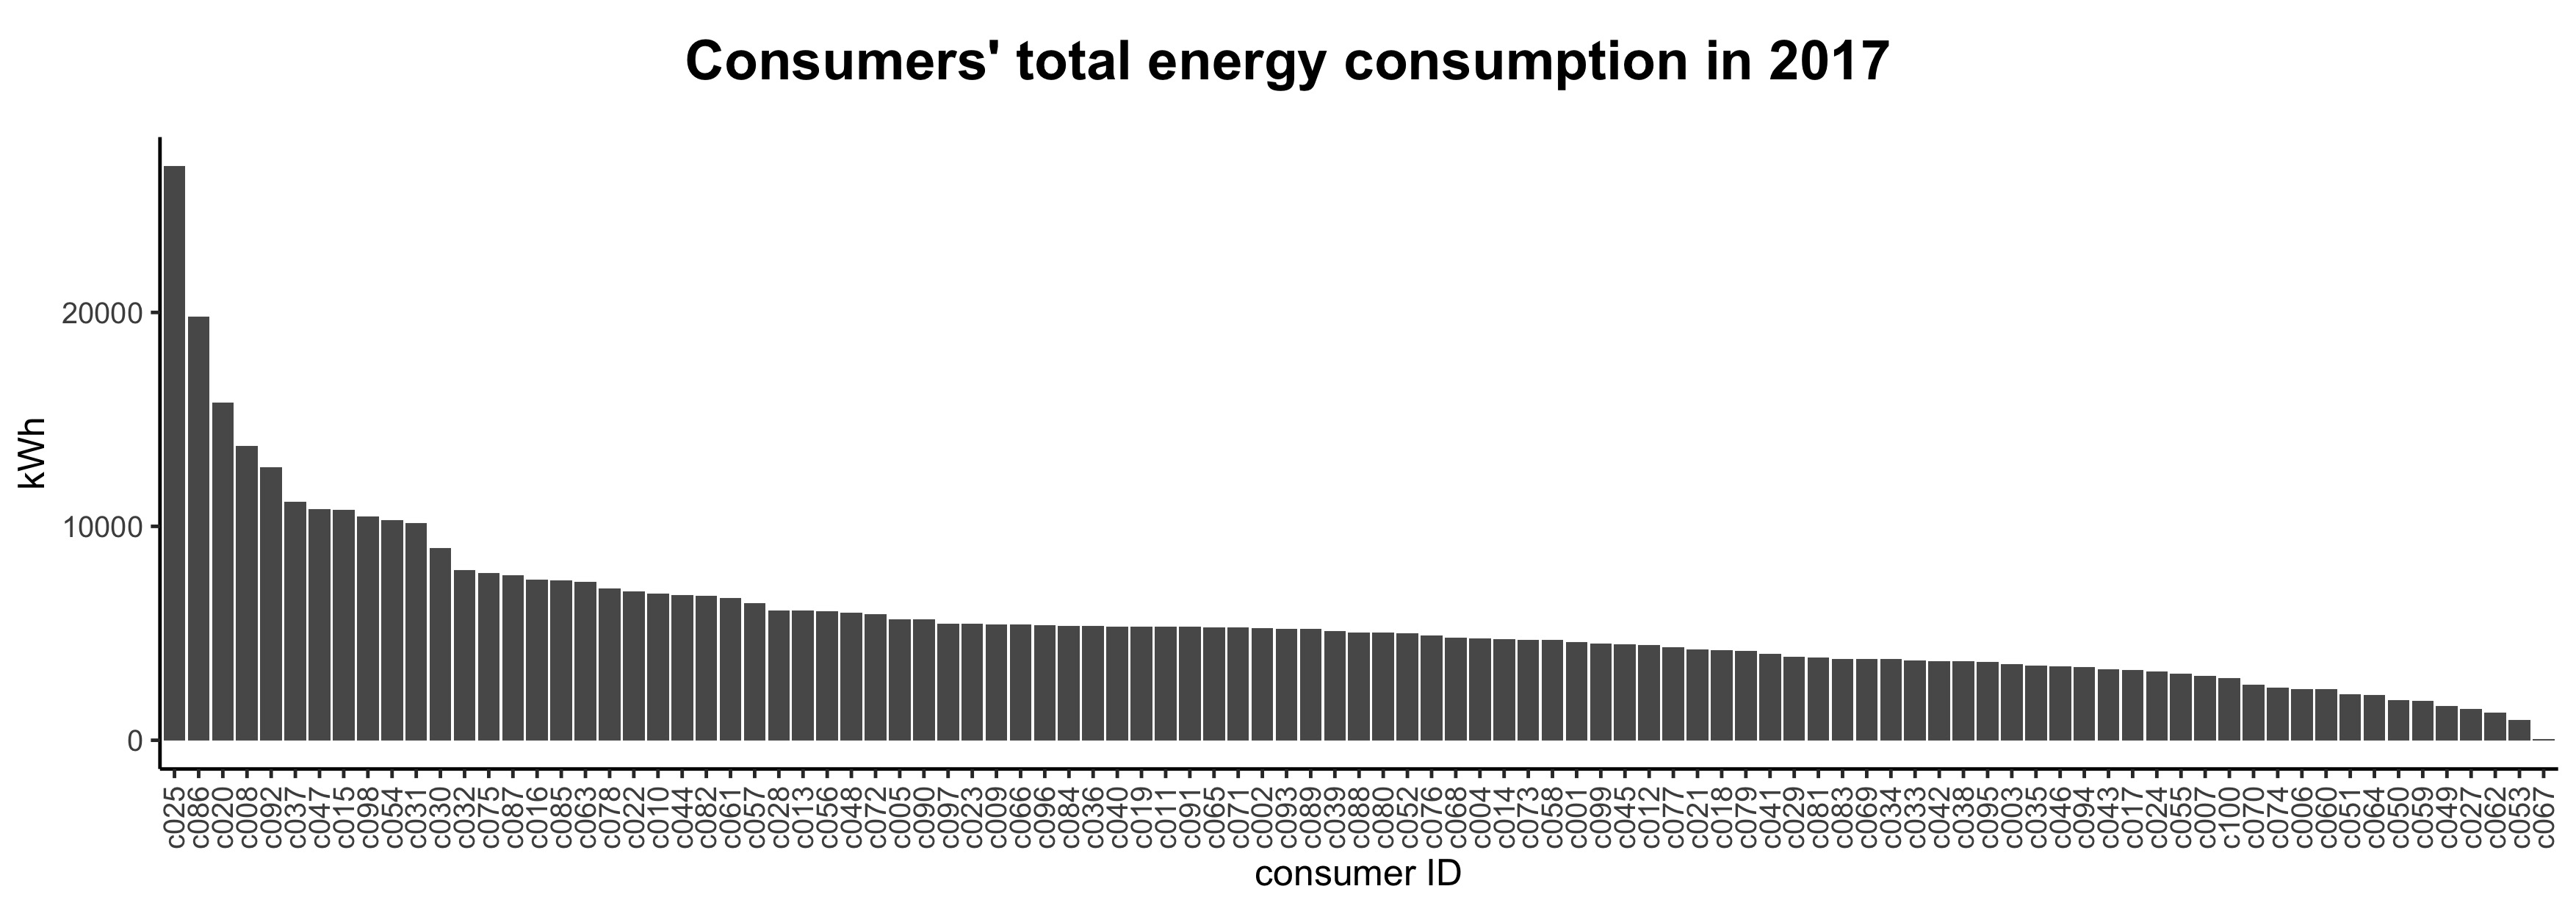 Consumers' total energy consumption in 2017
kWh
20000
10000
0
c025 c086 c020 c008 c092 c037 c047 c015 c098 c054 c031 c030 c032 c075 c087 c016 c085 c063 c078 c022 c010 c044 c082 c061 c057 c028 c013 c056 c048 c072 c005 c090 c097 c023 c009 c066 c096 c084 c036 c040 c019 c011 c091 c065 c071 c002 c093 c089 c039 c088 c080 c052 c076 c068 c004 c014 c073 c058 c001 c099 c045 c012 c077 c021 c018 c079 c041 c029 c081 c083 c069 c034 c033 c042 c038 c095 c003 c035 c046 c094 c043 c017 c024 c055 c007 c100 c070 c074 c006 c060 c051 c064 c050 c059 c049 c027 c062 c053 c067
consumer ID